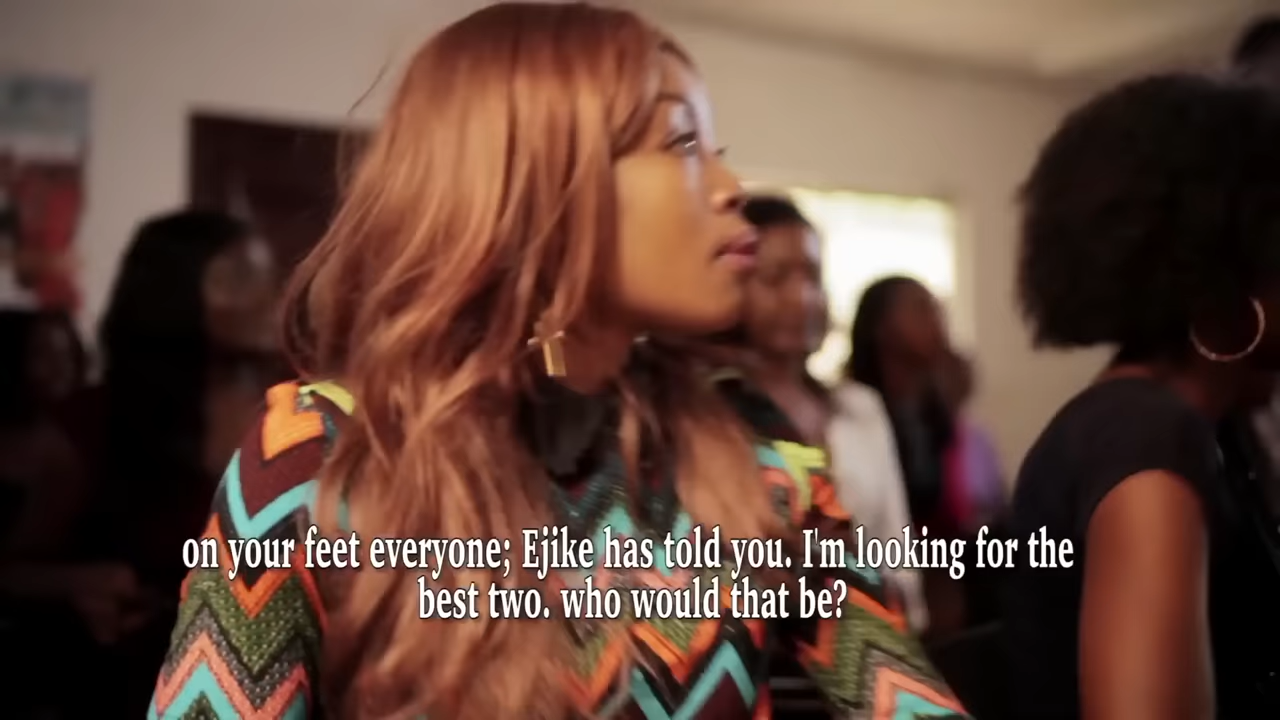 on your feet everyone; Ejike has told you. I'm looking for the
best two. who would that be?